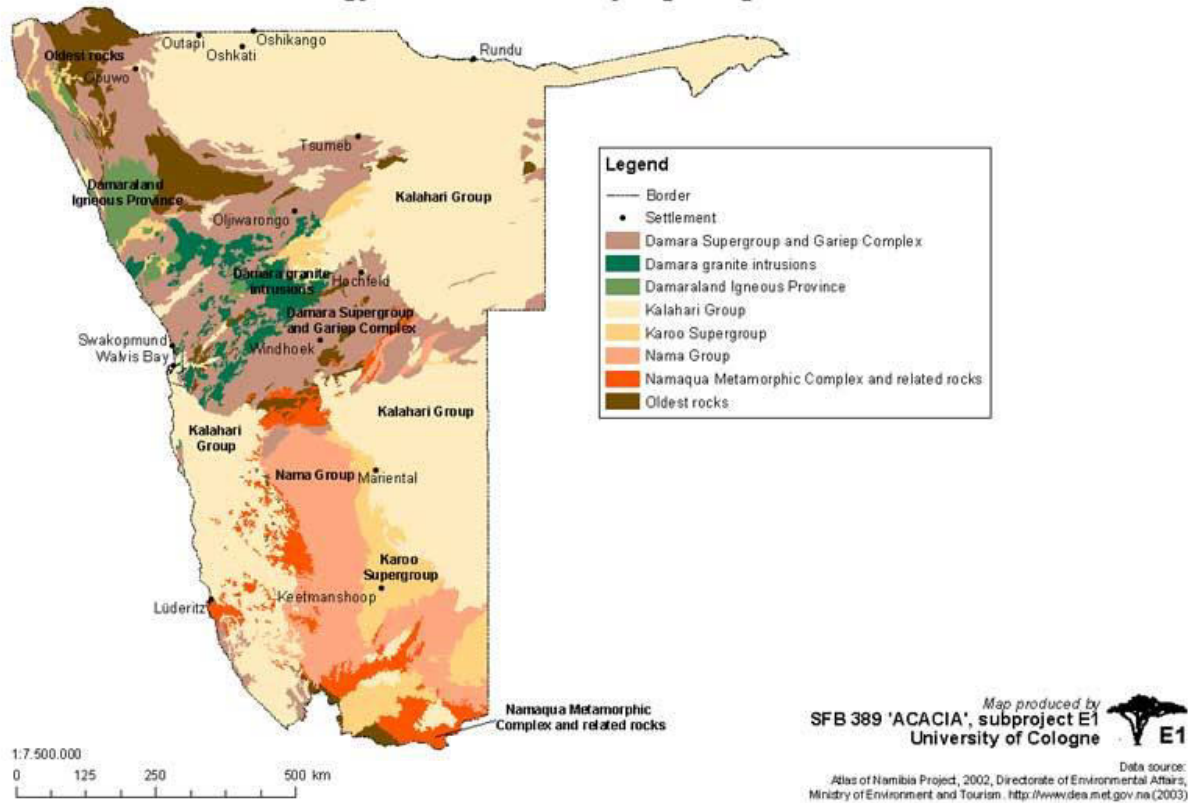 Outapi
Oshikango
Oshkati
Rundu
Oldest rocks
Opuwo
Tsumeb
Damaraland
Igneous Province
Kalahari Group
Otjiwarongo
Damara granite
intrusions
Hochfeld
Damara Supergroup
and Gariep Complex
Swakopmund
Walvis Bay
Windhoek
Kalahari Group
Kalahari
Group
Nama Group
Mariental
Karoo
Supergroup
Keetmanshoop
Lüderitz
Namaqua Metamorphic
Complex and related rocks
Legend
Border
Settlement
Damara Supergroup and Gariep Complex
Damara granite intrusions
Damaraland Igneous Province
Kalahari Group
Karoo Supergroup
Nama Group
Namaqua Metamorphic Complex and related rocks
Oldest rocks
1:7.500.000
0 125 250 500 km
Map produced by
SFB 389 'ACACIA', subproject E1
University of Cologne
E1
Data source:
Atlas of Namibia Project, 2002, Directorate of Environmental Affairs,
Ministry of Environment and Tourism. http://www.dea.met.gov.na (2003)